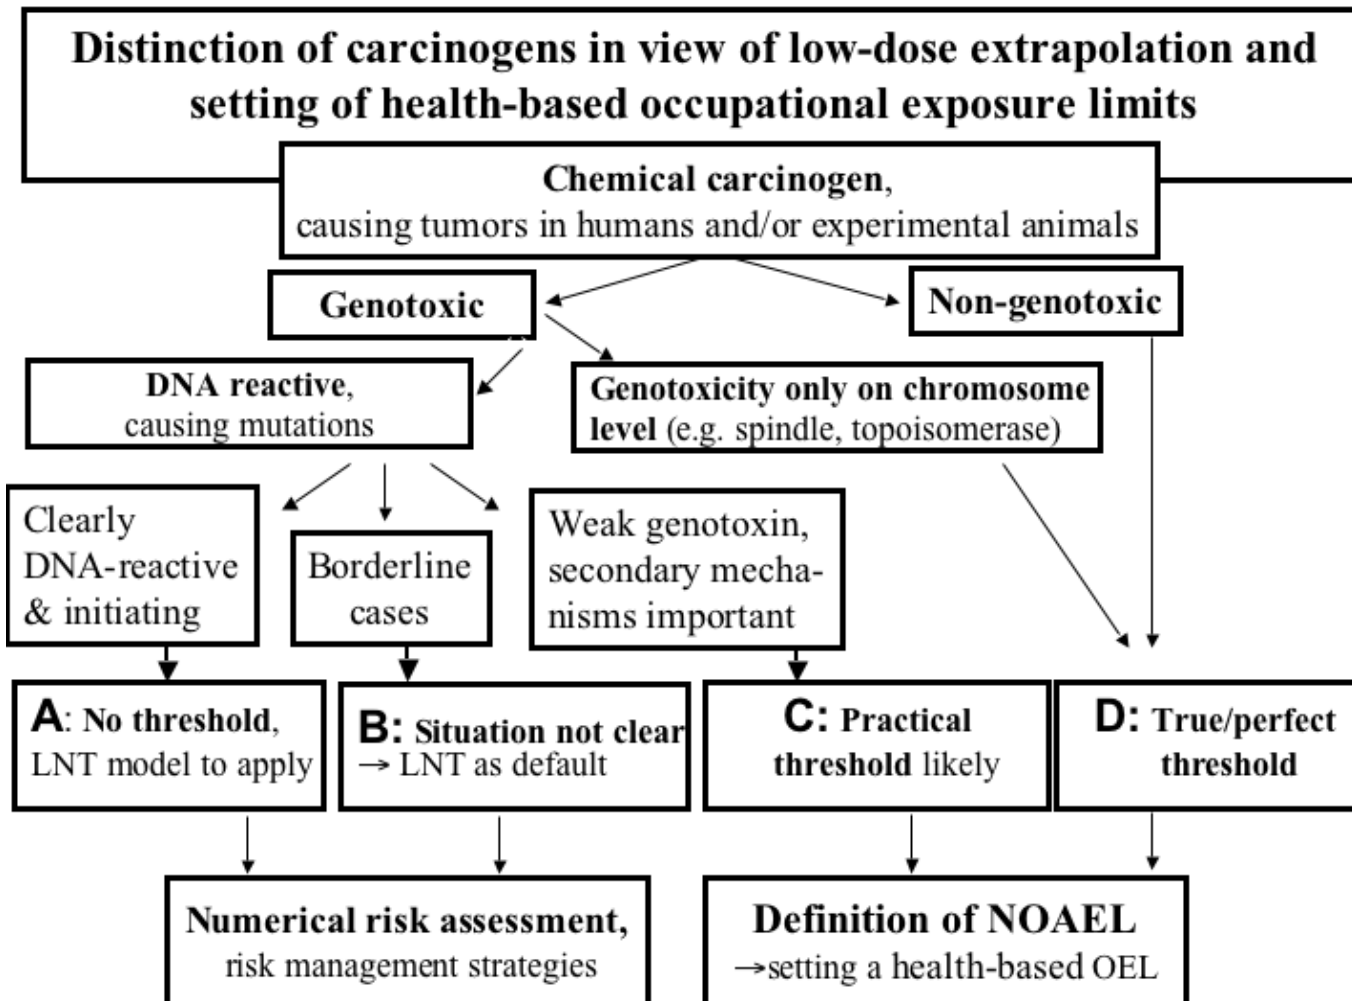 Distinction of carcinogens in view of low-dose extrapolation and
setting of health-based occupational exposure limits
Chemical carcinogen,
causing tumors in humans and/or experimental animals
Genotoxic
Non-genotoxic
DNA reactive,
causing mutations
Genotoxicity only on chromosome
level (e.g. spindle, topoisomerase)
Clearly
DNA-reactive
& initiating
Borderline
cases
Weak genotoxin,
secondary mecha-
nisms important
A: No threshold,
LNT model to apply
B: Situation not clear
→ LNT as default
C: Practical
threshold likely
D: True/perfect
threshold
Numerical risk assessment,
risk management strategies
Definition of NOAEL
→setting a health-based OEL